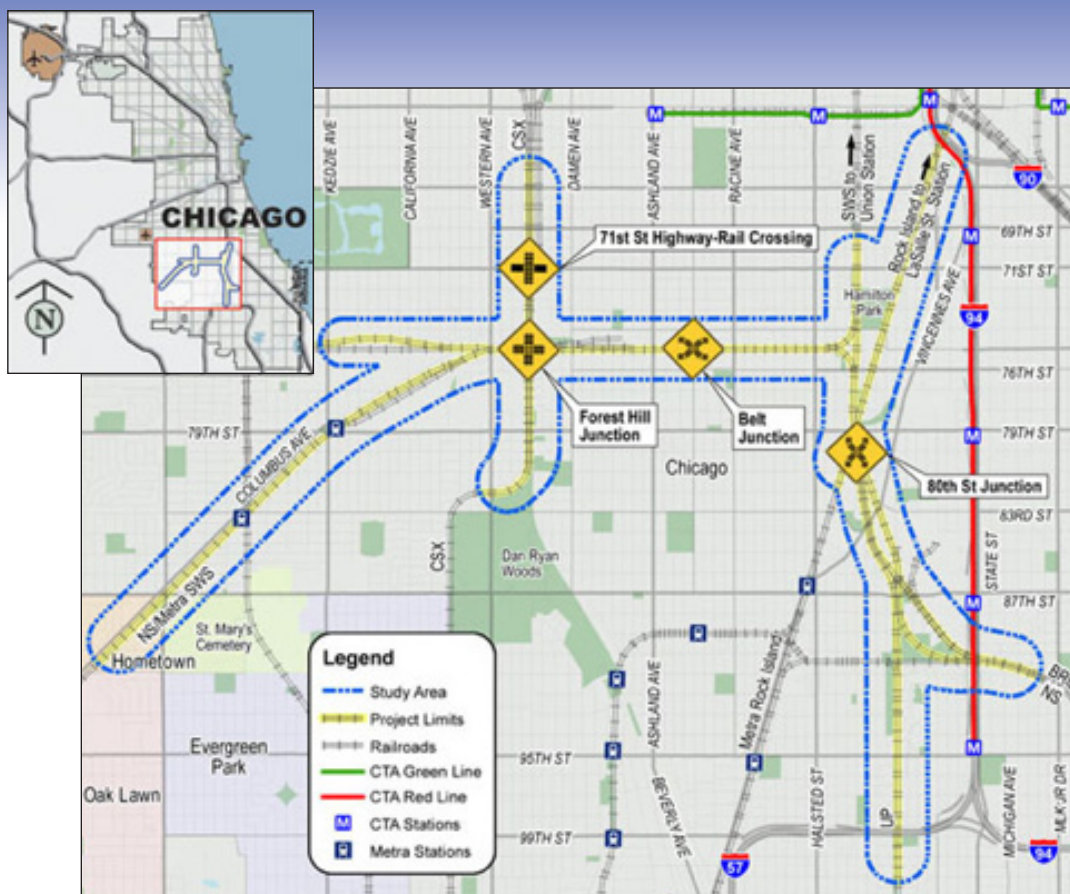 CHICAGO
N
KEDZIE AVE
CALIFORNIA AVE
WESTERN AVE
CSX
DAMEN AVE
ASHLAND AVE
RACINE AVE
SWS to
Union Station
Rock Island to
LaSalle St. Station
90
69TH ST
71st St Highway-Rail Crossing
71ST ST
VINCENNES AVE
Hamilton
Park
94
76TH ST
Forest Hill
Junction
Belt
Junction
79TH ST
79TH ST
COLUMBUS AVE
Chicago
80th St Junction
83RD ST
CSX
Dan Ryan
Woods
STATE ST
NS/Metra SWS
87TH ST
St. Mary's
Cemetery
Hometown
NS
Metra Rock Island
ASHLAND AVE
Evergreen
Park
Oak Lawn
95TH ST
BEVERLY AVE
HALSTED ST
UP
MICHIGAN AVE
MLK JR DR
99TH ST
57
94
Legend
Study Area
Project Limits
Railroads
CTA Green Line
CTA Red Line
M CTA Stations
Metra Stations